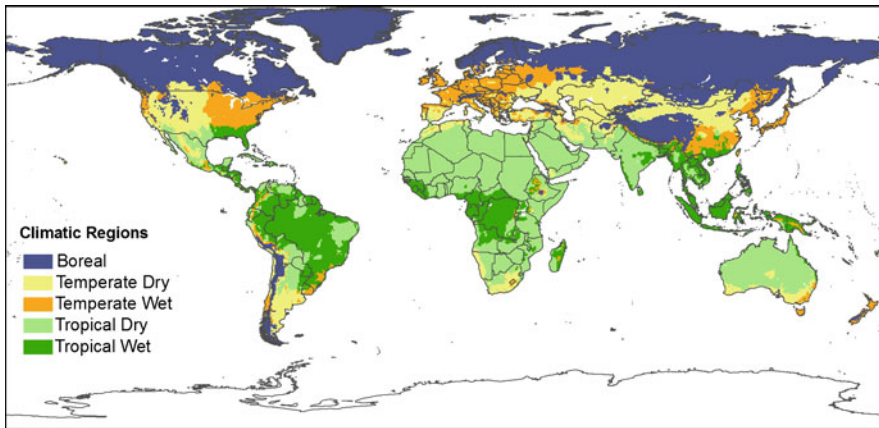 Climatic Regions
Boreal
Temperate Dry
Temperate Wet
Tropical Dry
Tropical Wet